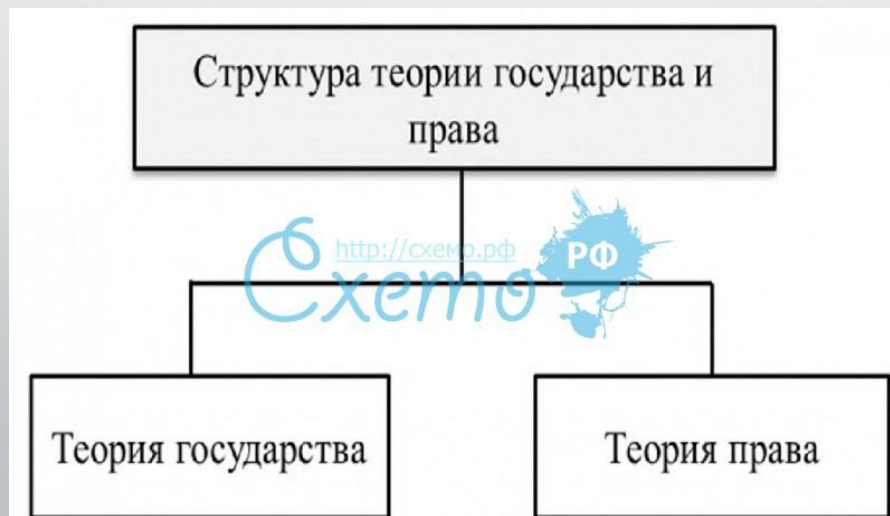 Структура теории государства и
права
http://схемо.рф
Схемо
РФ
Теория государства
Теория права